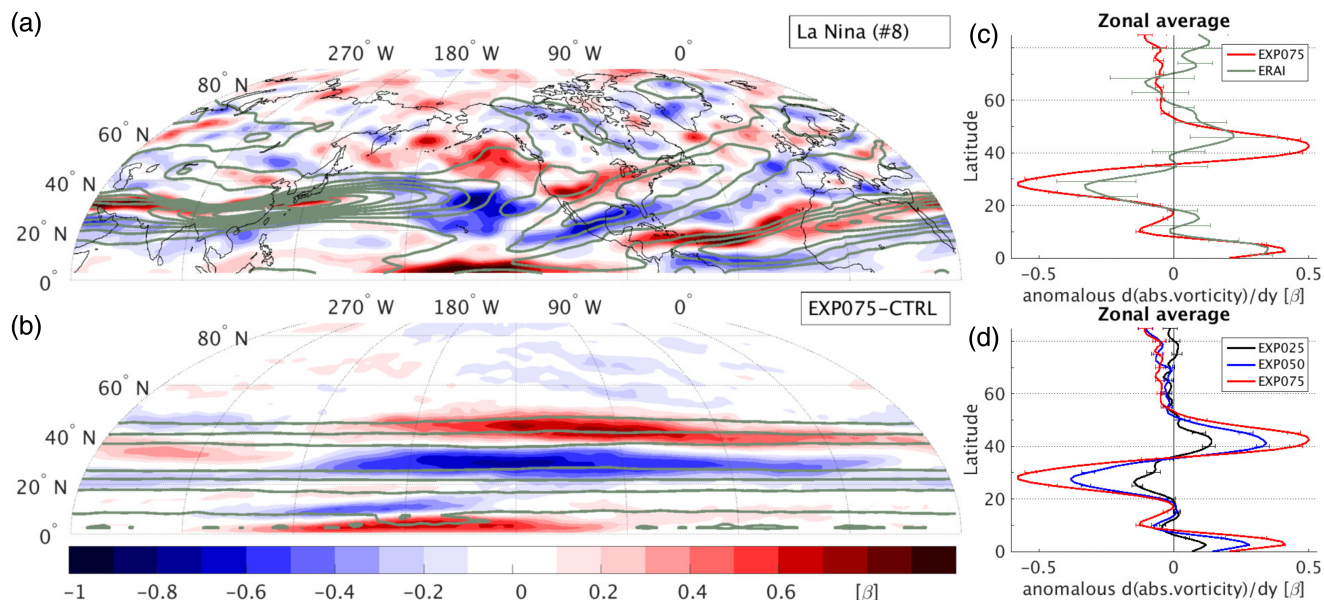 (a)
La Nina (#8)
270° W 180° W 90° W 0°
80° N
60° N
40° N
20° N
0°
(b)
EXP075-CTRL
270° W 180° W 90° W 0°
80° N
60° N
40° N
20° N
0°
-1 -0.8 -0.6 -0.4 -0.2 0 0.2 0.4 0.6 [β]
(c)
Zonal average
EXP075
ERAI
Latitude
80
60
40
20
0
-0.5 0 0.5
anomalous d(abs.vorticity)/dy [β]
(d)
Zonal average
EXP025
EXP050
EXP075
Latitude
80
60
40
20
0
-0.5 0 0.5
anomalous d(abs.vorticity)/dy [β]